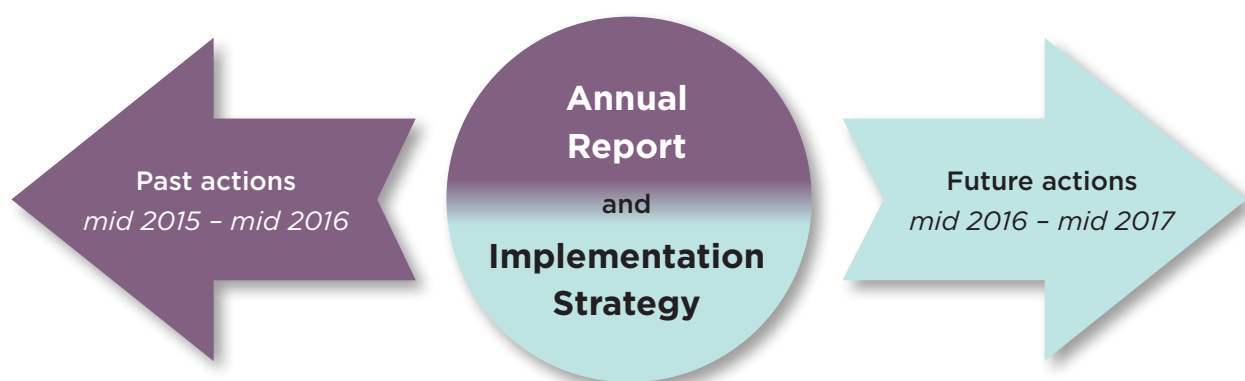 Past actions
mid 2015 – mid 2016
Annual
Report
and
Implementation
Strategy
Future actions
mid 2016 – mid 2017